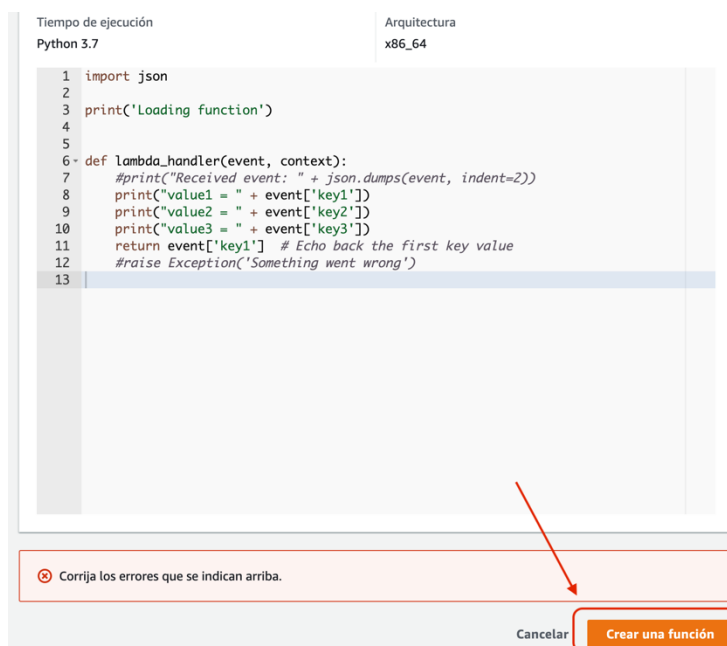 Tiempo de ejecución
Python 3.7
Arquitectura
x86_64
1 import json
2
3 print('Loading function')
4
5
6 def lambda_handler(event, context):
7     #print("Received event: " + json.dumps(event, indent=2))
8     print("value1 = " + event['key1'])
9     print("value2 = " + event['key2'])
10     print("value3 = " + event['key3'])
11     return event['key1']  # Echo back the first key value
12     #raise Exception('Something went wrong')
13
Corrija los errores que se indican arriba.
Cancelar
Crear una función